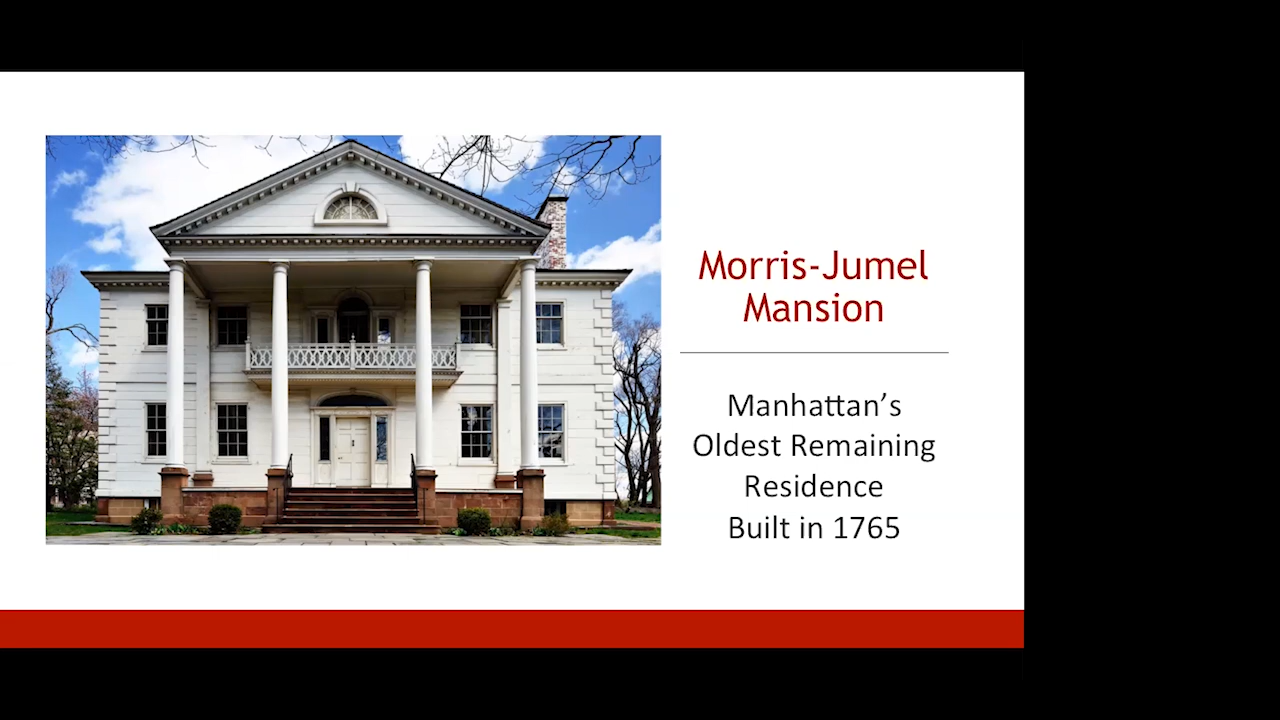 Morris-Jumel
Mansion
Manhattan’s
Oldest Remaining
Residence
Built in 1765